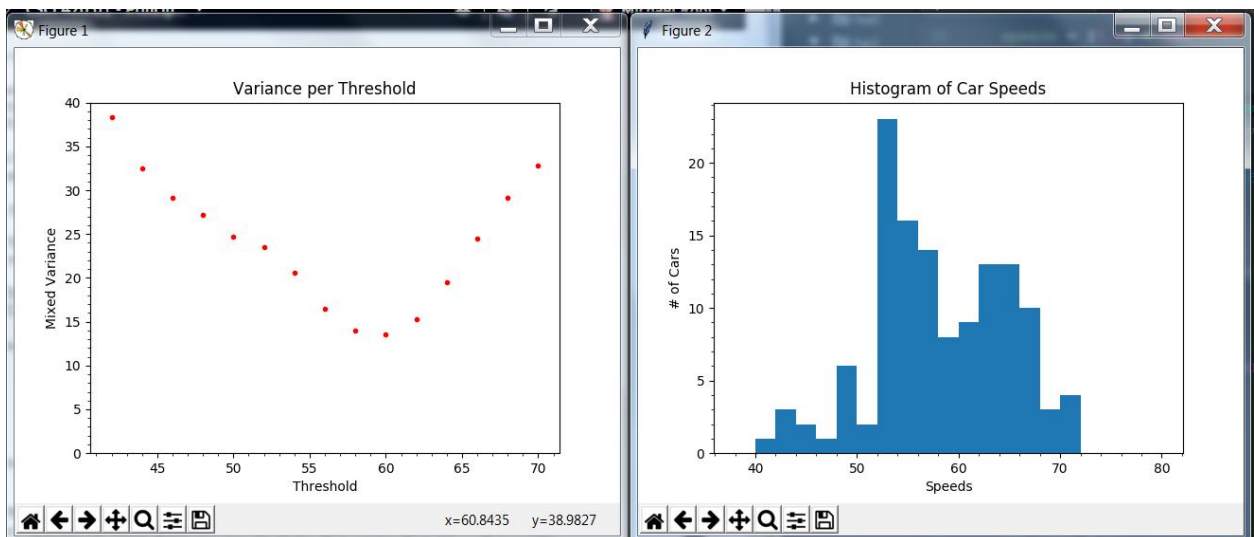 Figure 1
Variance per Threshold
40
35
30
25
20
15
10
5
0
Mixed Variance
45 50 55 60 65 70
Threshold
x=60.8435 y=38.9827
Figure 2
Histogram of Car Speeds
20
15
10
5
0
# of Cars
40 50 60 70 80
Speeds